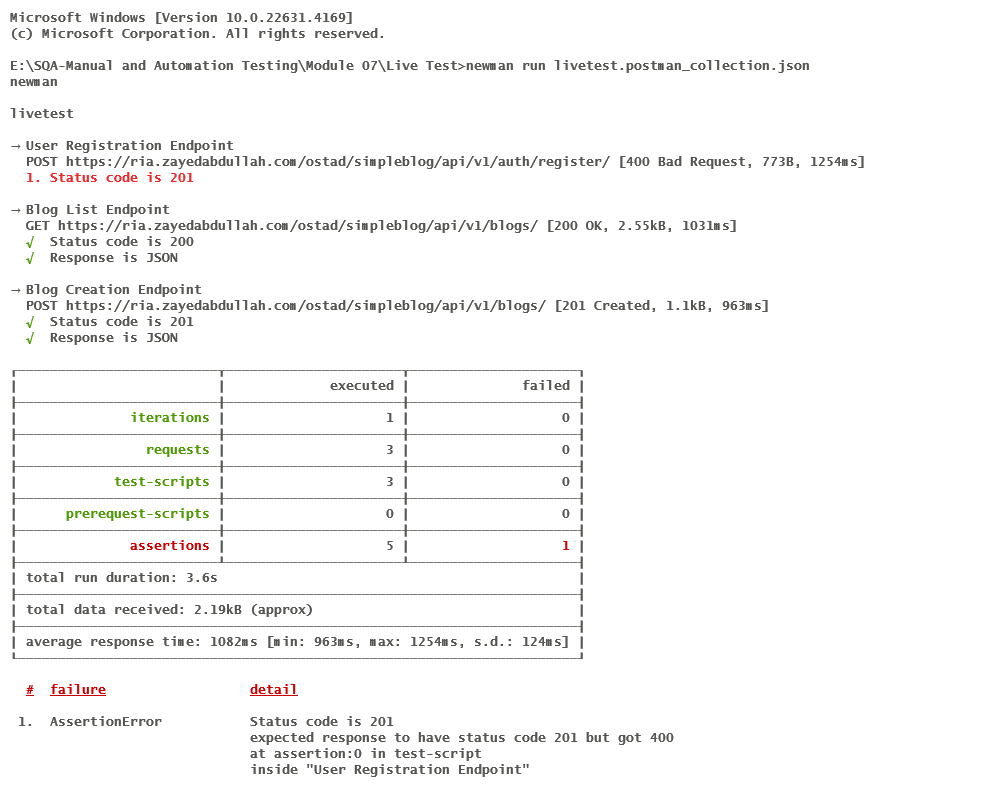 Microsoft Windows [Version 10.0.22631.4169]
(c) Microsoft Corporation. All rights reserved.
E:\SQA-Manual and Automation Testing\Module 07\Live Test>newman run livetest.postman_collection.json
newman
livetest
→ User Registration Endpoint
POST https://ria.zayedabdullah.com/ostad/simpleblog/api/v1/auth/register/ [400 Bad Request, 773B, 1254ms]
1. Status code is 201
→ Blog List Endpoint
GET https://ria.zayedabdullah.com/ostad/simpleblog/api/v1/blogs/ [200 OK, 2.55kB, 1031ms]
√ Status code is 200
√ Response is JSON
→ Blog Creation Endpoint
POST https://ria.zayedabdullah.com/ostad/simpleblog/api/v1/blogs/ [201 Created, 1.1kB, 963ms]
√ Status code is 201
√ Response is JSON
executed failed
iterations 1 0
requests 3 0
test-scripts 3 0
prerequest-scripts 0 0
assertions 5 1
total run duration: 3.6s
total data received: 2.19kB (approx)
average response time: 1082ms [min: 963ms, max: 1254ms, s.d.: 124ms]
# failure detail
1. AssertionError Status code is 201
expected response to have status code 201 but got 400
at assertion:0 in test-script
inside "User Registration Endpoint"